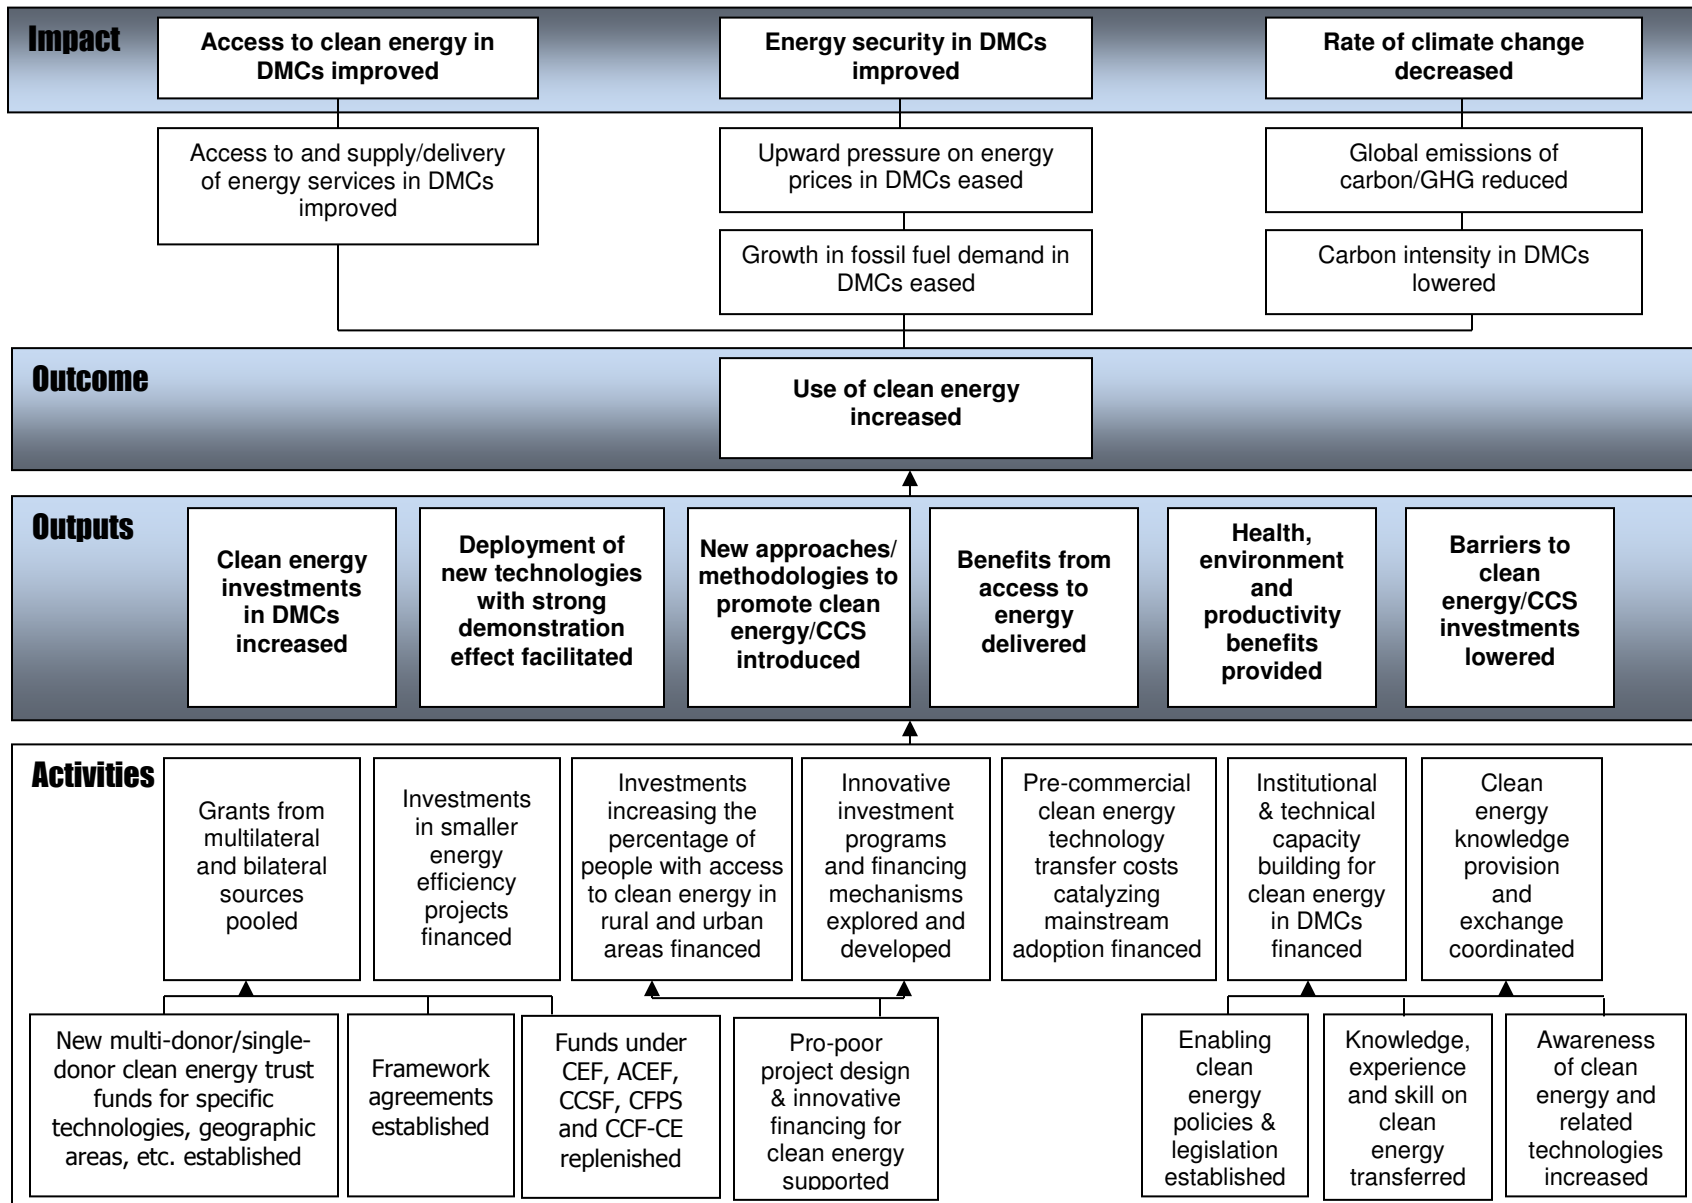 Impact
Access to clean energy in
DMCs improved
Energy security in DMCs
improved
Rate of climate change
decreased
Access to and supply/delivery
of energy services in DMCs
improved
Upward pressure on energy
prices in DMCs eased
Global emissions of
carbon/GHG reduced
Growth in fossil fuel demand in
DMCs eased
Carbon intensity in DMCs
lowered
Outcome
Use of clean energy
increased
Outputs
Clean energy
investments
in DMCs
increased
Deployment of
new technologies
with strong
demonstration
effect facilitated
New approaches/
methodologies to
promote clean
energy/CCS
introduced
Benefits from
access to
energy
delivered
Health,
environment
and
productivity
benefits
provided
Barriers to
clean
energy/CCS
investments
lowered
Activities
Grants from
multilateral
and bilateral
sources
pooled
Investments
in smaller
energy
efficiency
projects
financed
Investments
increasing the
percentage of
people with access
to clean energy in
rural and urban
areas financed
Innovative
investment
programs
and financing
mechanisms
explored and
developed
Pre-commercial
clean energy
technology
transfer costs
catalyzing
mainstream
adoption financed
Institutional
& technical
capacity
building for
clean energy
in DMCs
financed
Clean
energy
knowledge
provision
and
exchange
coordinated
New multi-donor/single-
donor clean energy trust
funds for specific
technologies, geographic
areas, etc. established
Framework
agreements
established
Funds under
CEF, ACEF,
CCSF, CFPS
and CCF-CE
replenished
Pro-poor
project design
& innovative
financing for
clean energy
supported
Enabling
clean
energy
policies &
legislation
established
Knowledge,
experience
and skill on
clean
energy
transferred
Awareness
of clean
energy and
related
technologies
increased